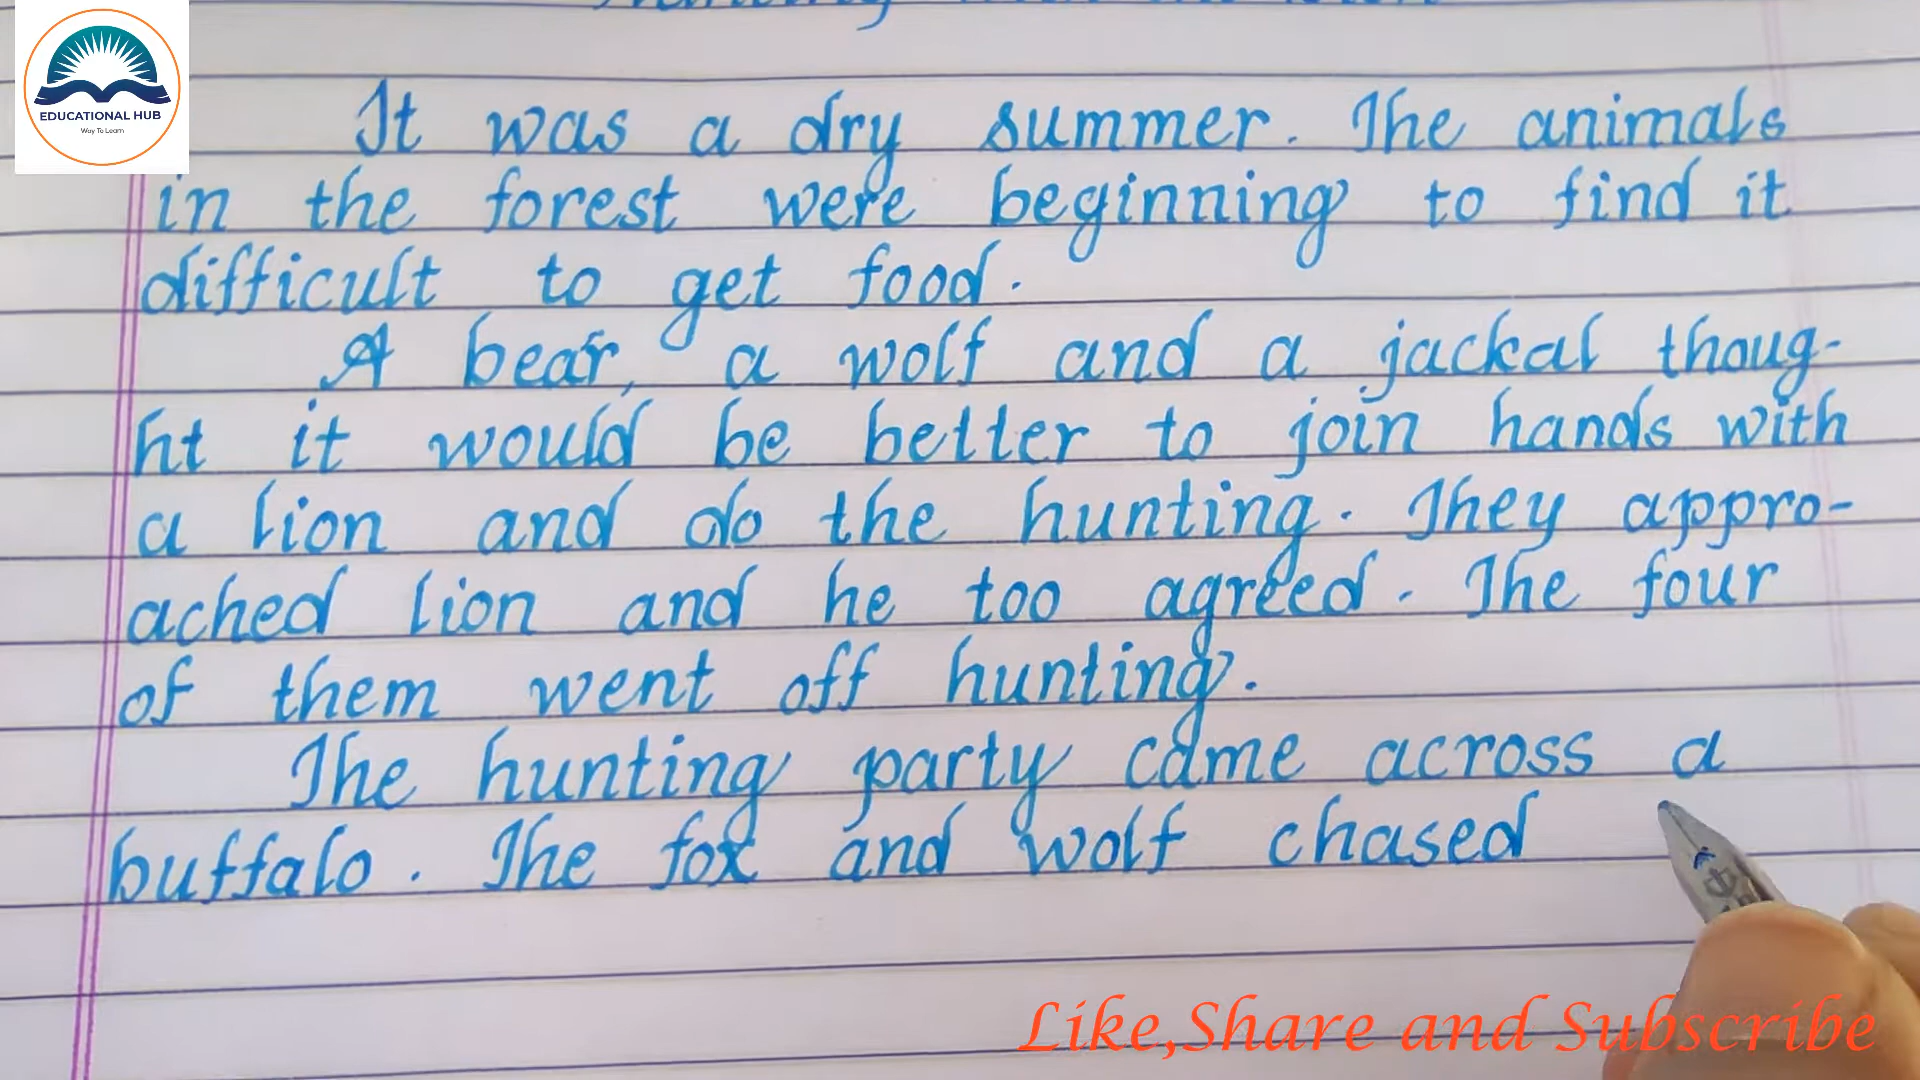 EDUCATIONAL HUB
Way To Learn
It was a dry summer. The animals
in the forest were beginning to find it
difficult to get food.
A bear, a wolf and a jackal thoug-
ht it would be better to join hands with
a lion and do the hunting. They appro-
ached lion and he too agreed. The four
of them went off hunting.
The hunting party came across a
buffalo. The fox and wolf chased
Like,Share and Subscribe